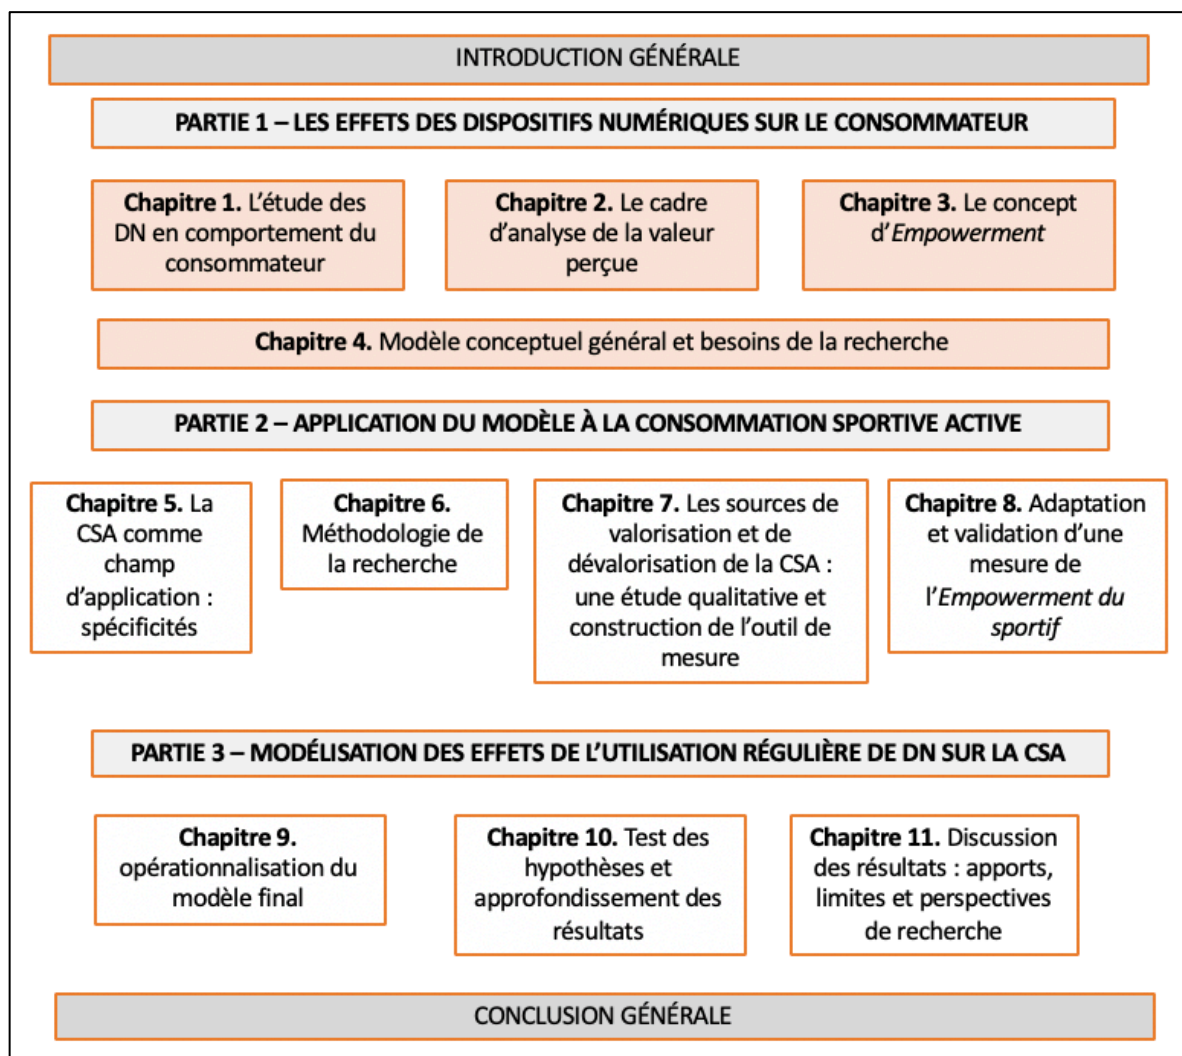 INTRODUCTION GÉNÉRALE
PARTIE 1 – LES EFFETS DES DISPOSITIFS NUMÉRIQUES SUR LE CONSOMMATEUR
Chapitre 1. L’étude des
DN en comportement du
consommateur
Chapitre 2. Le cadre
d’analyse de la valeur
perçue
Chapitre 3. Le concept
d’Empowerment
Chapitre 4. Modèle conceptuel général et besoins de la recherche
PARTIE 2 – APPLICATION DU MODÈLE À LA CONSOMMATION SPORTIVE ACTIVE
Chapitre 5. La
CSA comme
champ
d’application :
spécificités
Chapitre 6.
Méthodologie de
la recherche
Chapitre 7. Les sources de
valorisation et de
dévalorisation de la CSA :
une étude qualitative et
construction de l’outil de
mesure
Chapitre 8. Adaptation
et validation d’une
mesure de
l’Empowerment du
sportif
PARTIE 3 – MODÉLISATION DES EFFETS DE L’UTILISATION RÉGULIÈRE DE DN SUR LA CSA
Chapitre 9.
opérationnalisation du
modèle final
Chapitre 10. Test des
hypothèses et
approfondissement des
résultats
Chapitre 11. Discussion
des résultats : apports,
limites et perspectives
de recherche
CONCLUSION GÉNÉRALE